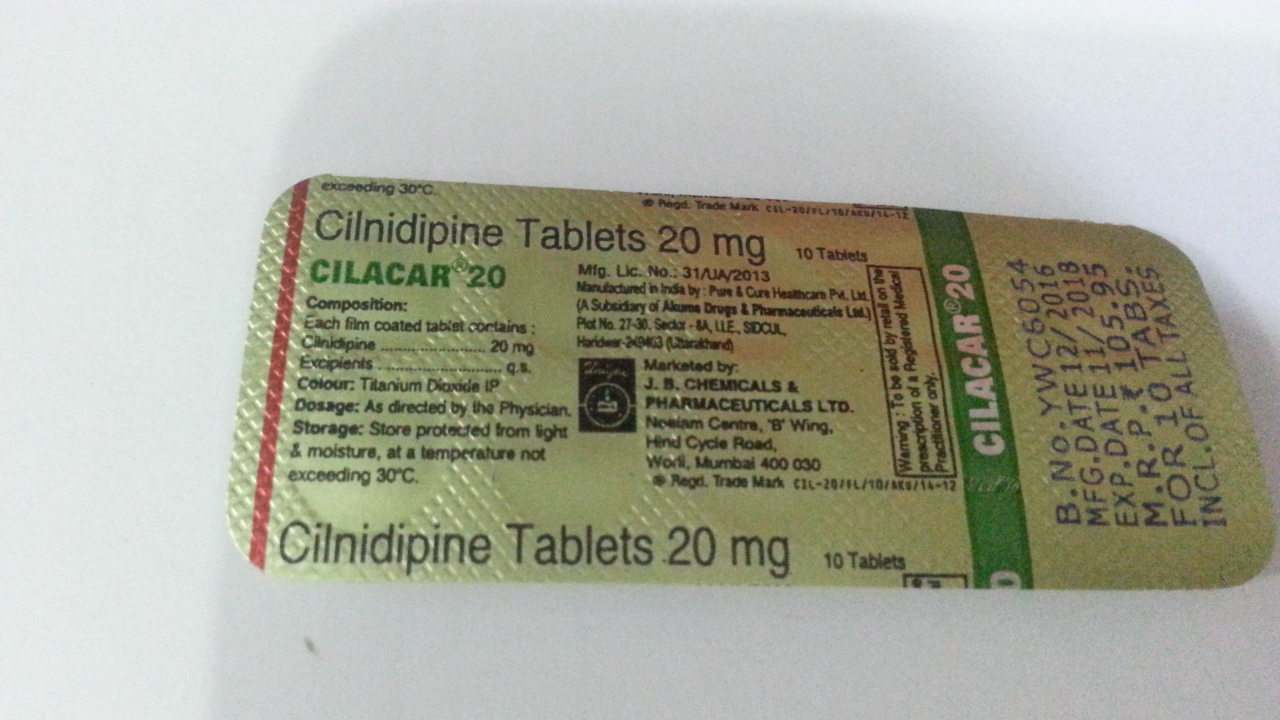 exceeding 30°C.
® Regd. Trade Mark CIL-20/FL/10/AKU/14-12
Cilnidipine Tablets 20 mg 10 Tablets
CILACAR®20
Composition:
Each film coated tablet contains :
Cilnidipine .......................... 20 mg
Excipients .............................. q.s.
Colour: Titanium Dioxide IP
Dosage: As directed by the Physician.
Storage: Store protected from light
& moisture, at a temperature not
exceeding 30°C.
Mfg. Lic. No.: 31/UA/2013
Manufactured in India by : Pure & Cure Healthcare Pvt. Ltd.
(A Subsidiary of Akums Drugs & Pharmaceuticals Ltd.)
Plot No. 27-30, Sector - 8A, I.I.E., SIDCUL,
Haridwar-249403 (Uttarakhand)
Marketed by:
J. B. CHEMICALS &
PHARMACEUTICALS LTD.
Neelam Centre, 'B' Wing,
Hind Cycle Road,
Worli, Mumbai 400 030
® Regd. Trade Mark CIL-20/FL/10/AKU/14-12
Warning : To be sold by retail on the
prescription of a Registered Medical
Practitioner only.
Cilnidipine Tablets 20 mg 10 Tablets
CILACAR®20
B.No. YWC6054
MFG.DATE 12/2016
EXP.DATE 11/2018
M.R.P.₹ 105.95
FOR 10 TABS.
INCL.OF ALL TAXES